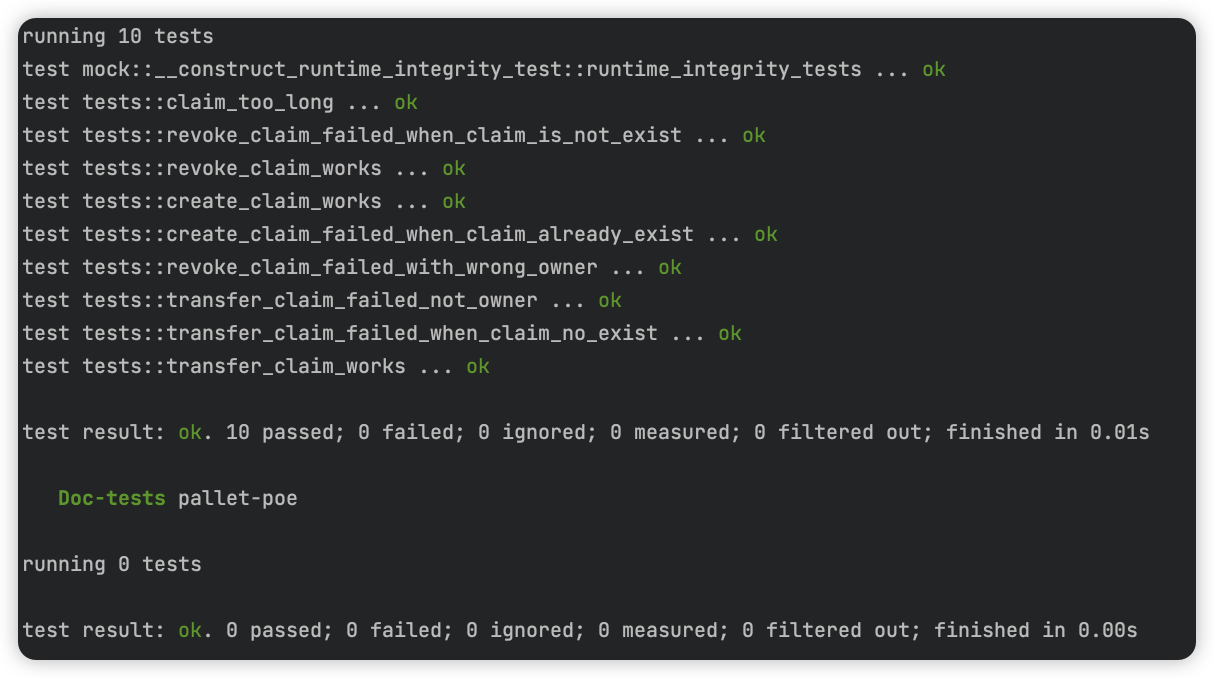 running 10 tests
test mock::__construct_runtime_integrity_test::runtime_integrity_tests ... ok
test tests::claim_too_long ... ok
test tests::revoke_claim_failed_when_claim_is_not_exist ... ok
test tests::revoke_claim_works ... ok
test tests::create_claim_works ... ok
test tests::create_claim_failed_when_claim_already_exist ... ok
test tests::revoke_claim_failed_with_wrong_owner ... ok
test tests::transfer_claim_failed_not_owner ... ok
test tests::transfer_claim_failed_when_claim_no_exist ... ok
test tests::transfer_claim_works ... ok
test result: ok. 10 passed; 0 failed; 0 ignored; 0 measured; 0 filtered out; finished in 0.01s
Doc-tests pallet-poe
running 0 tests
test result: ok. 0 passed; 0 failed; 0 ignored; 0 measured; 0 filtered out; finished in 0.00s